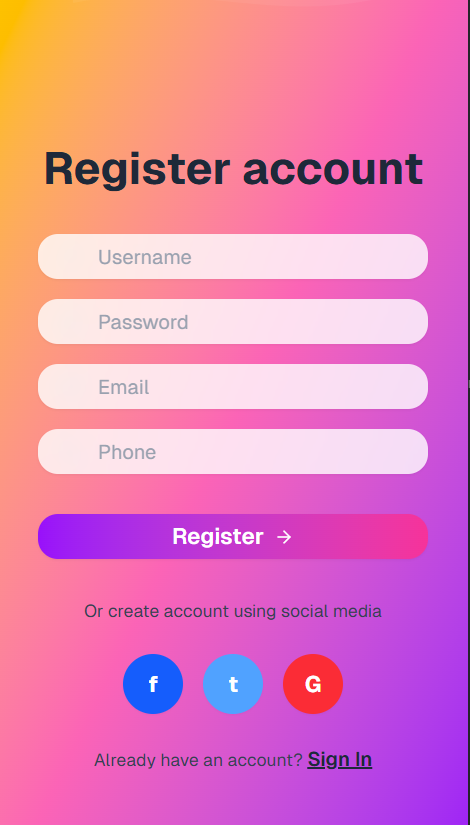 Register account
Username
Password
Email
Phone
Register →
Or create account using social media
f t G
Already have an account? Sign In